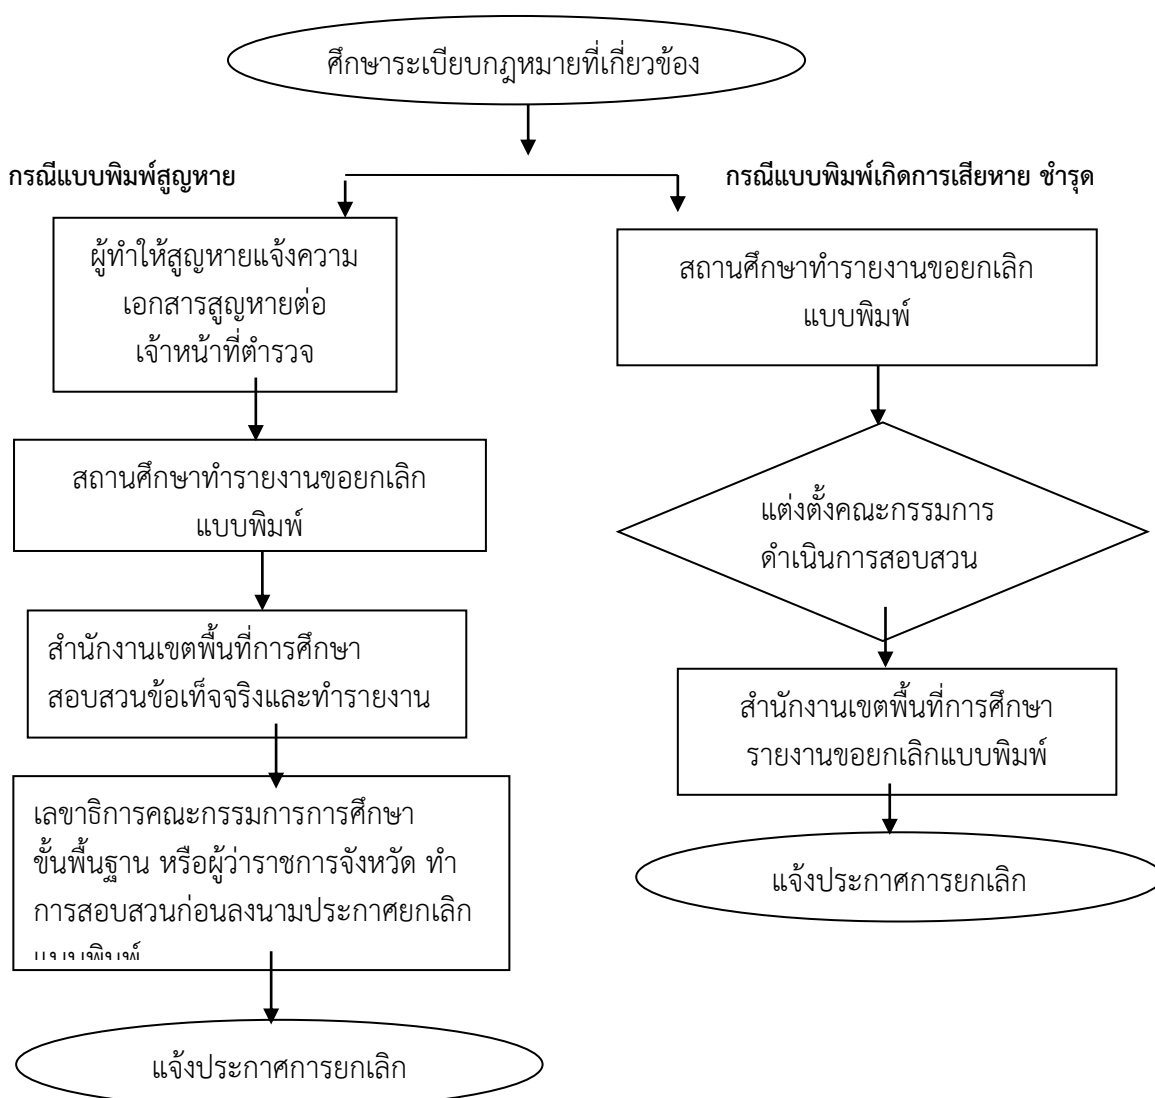 ศึกษาระเบียบกฎหมายที่เกี่ยวข้อง
กรณีแบบพิมพ์สูญหาย
ผู้ทำให้สูญหายแจ้งความ
เอกสารสูญหายต่อ
เจ้าหน้าที่ตำรวจ
สถานศึกษาทำรายงานขอยกเลิก
แบบพิมพ์
สำนักงานเขตพื้นที่การศึกษา
สอบสวนข้อเท็จจริงและทำรายงาน
เลขาธิการคณะกรรมการการศึกษา
ขั้นพื้นฐาน หรือผู้ว่าราชการจังหวัด ทำ
การสอบสวนก่อนลงนามประกาศยกเลิก
แบบพิมพ์
แจ้งประกาศการยกเลิก
กรณีแบบพิมพ์เกิดการเสียหาย ชำรุด
สถานศึกษาทำรายงานขอยกเลิก
แบบพิมพ์
แต่งตั้งคณะกรรมการ
ดำเนินการสอบสวน
สำนักงานเขตพื้นที่การศึกษา
รายงานขอยกเลิกแบบพิมพ์
แจ้งประกาศการยกเลิก